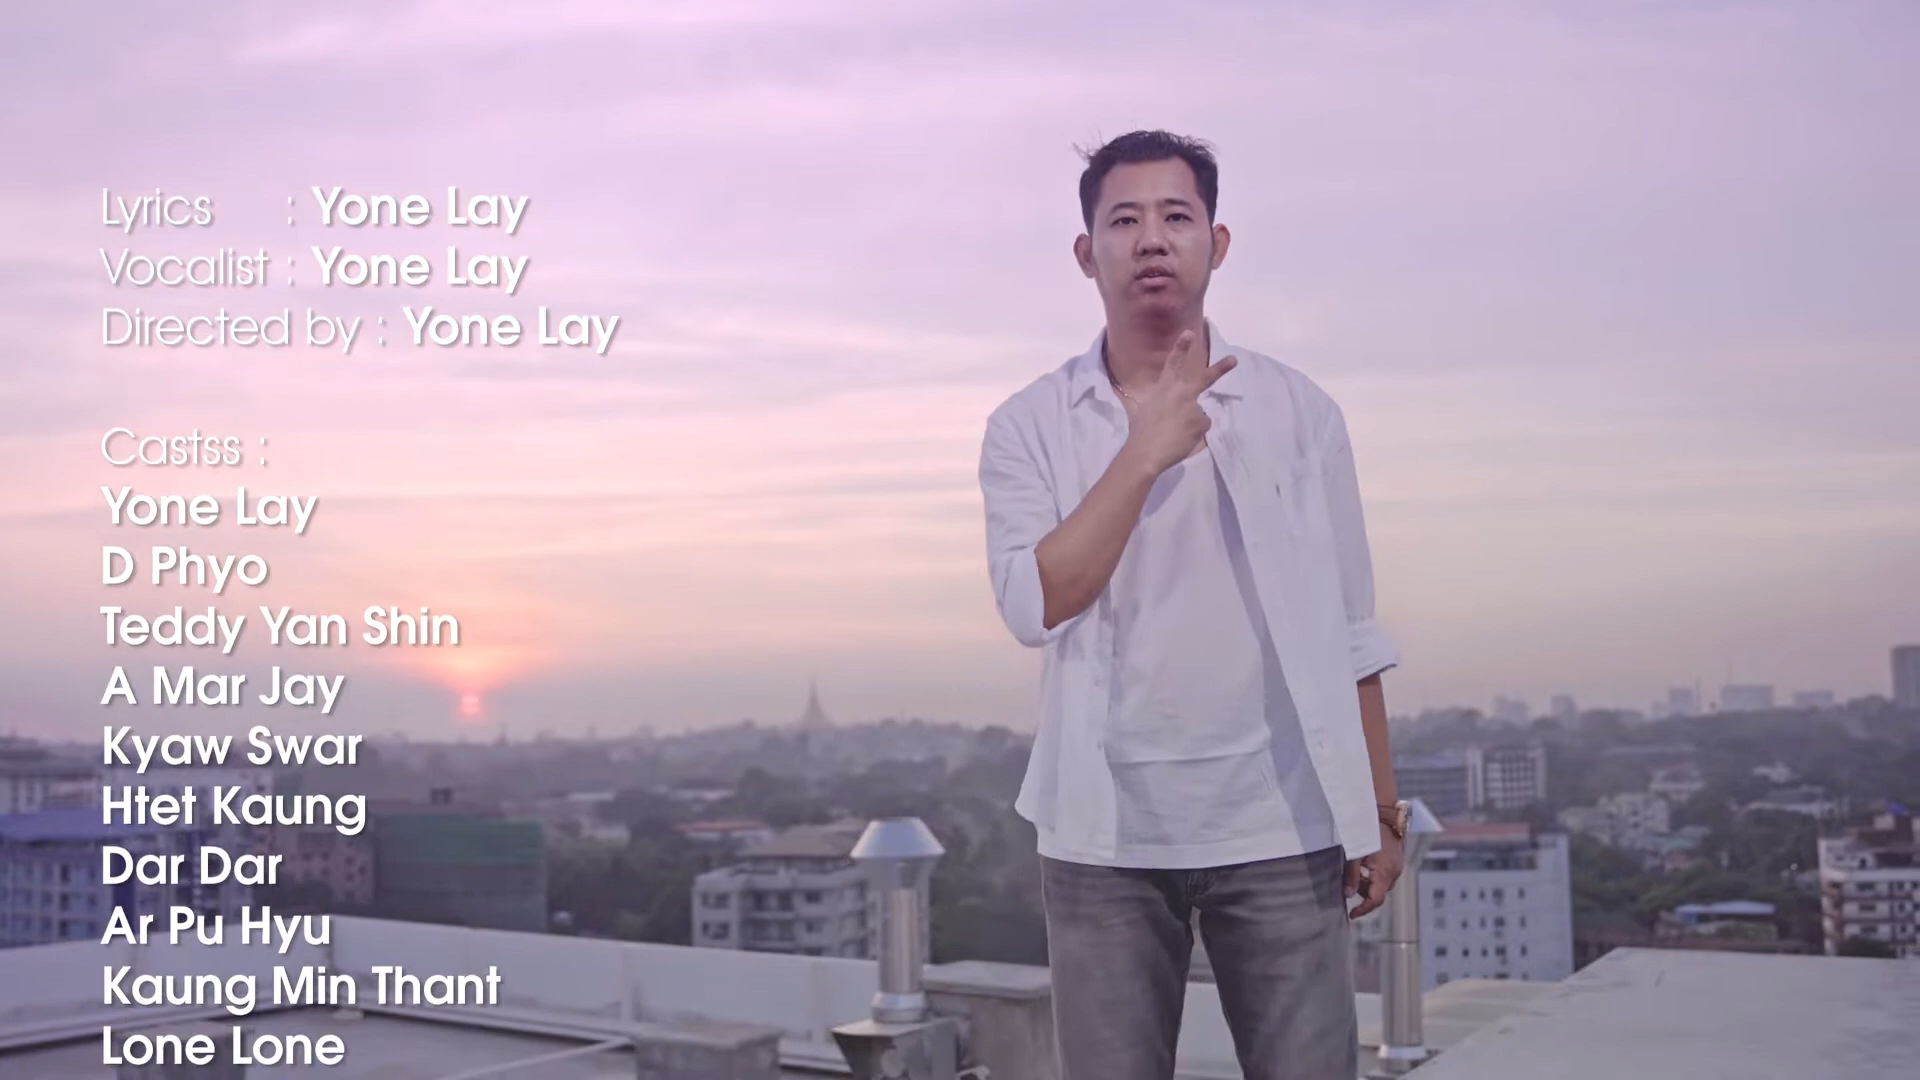 Lyrics : Yone Lay
Vocalist : Yone Lay
Directed by : Yone Lay
Castss :
Yone Lay
D Phyo
Teddy Yan Shin
A Mar Jay
Kyaw Swar
Htet Kaung
Dar Dar
Ar Pu Hyu
Kaung Min Thant
Lone Lone